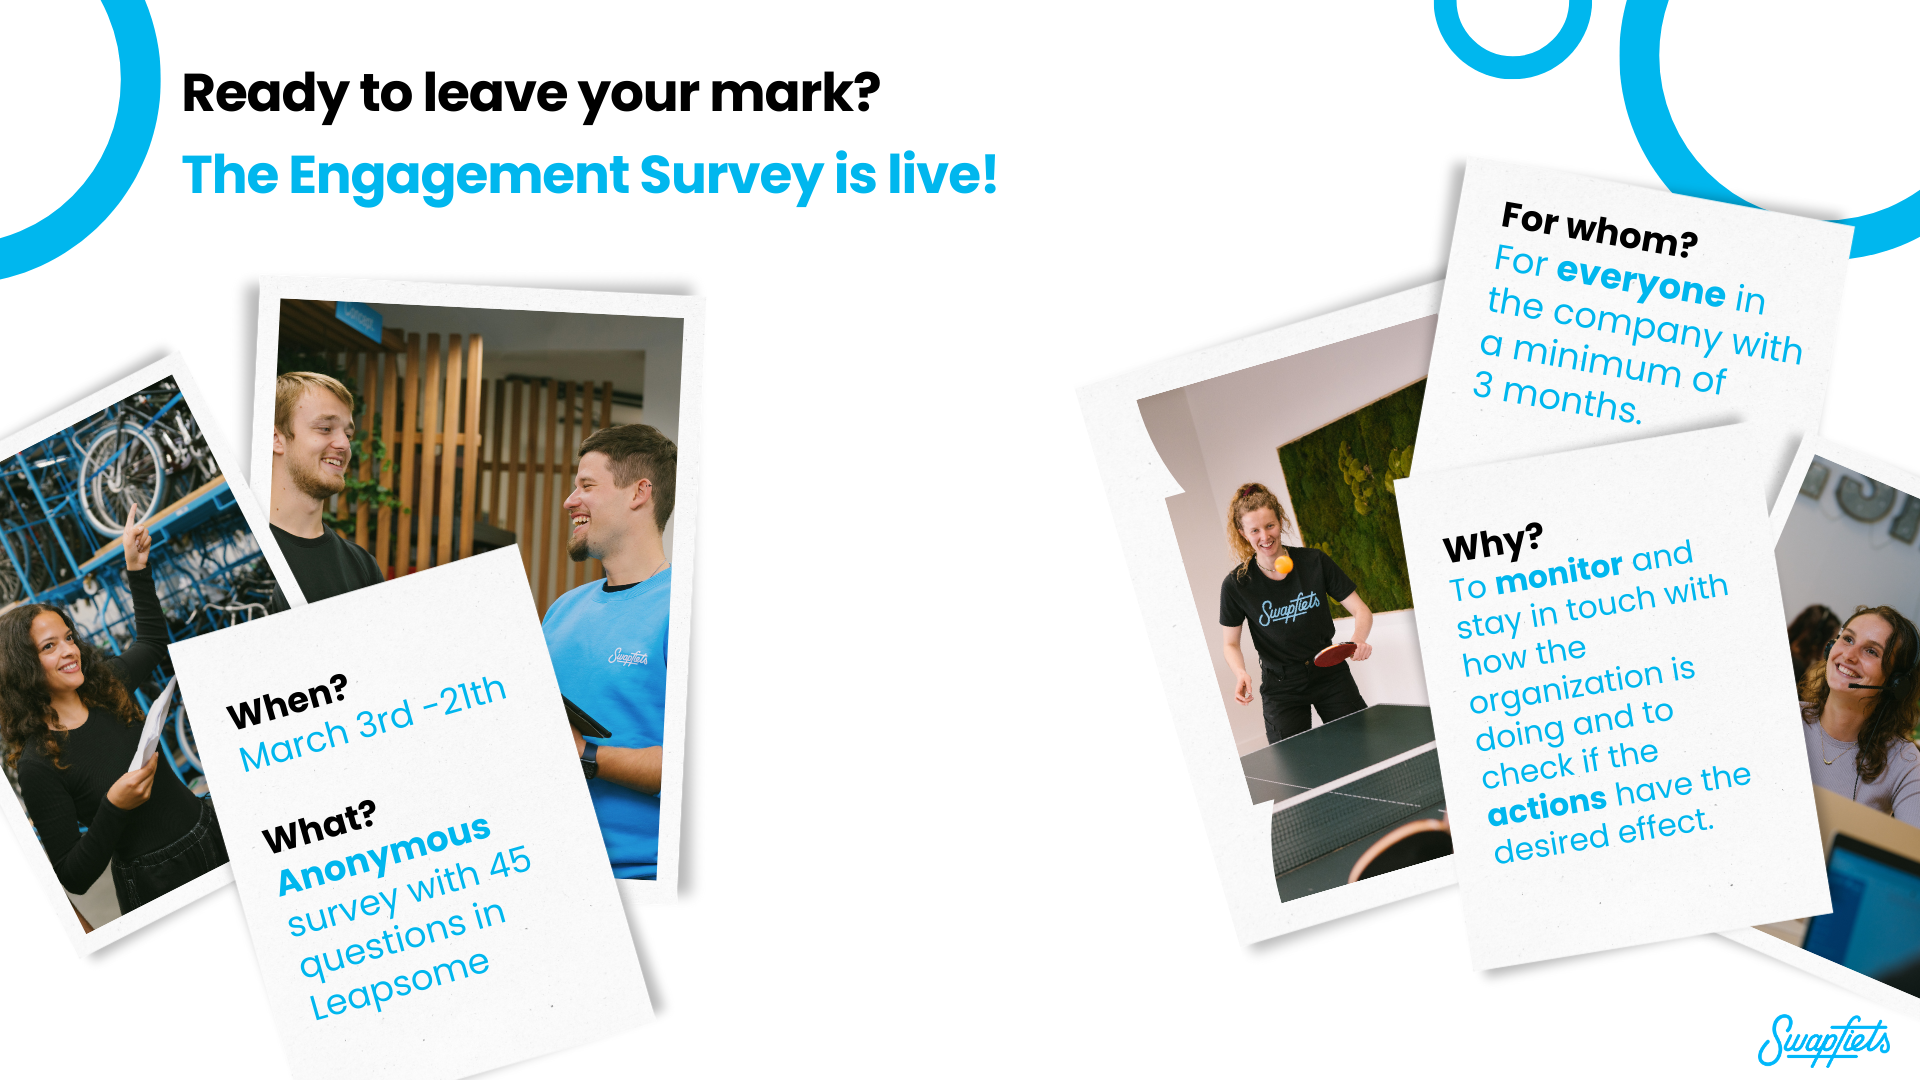 Ready to leave your mark?
The Engagement Survey is live!
Concept
When?
March 3rd -21th
What?
Anonymous
survey with 45
questions in
Leapsome
Swapfiets
Swapfiets
For whom?
For everyone in
the company with
a minimum of
3 months.
Why?
To monitor and
stay in touch with
how the
organization is
doing and to
check if the
actions have the
desired effect.
Swapfiets